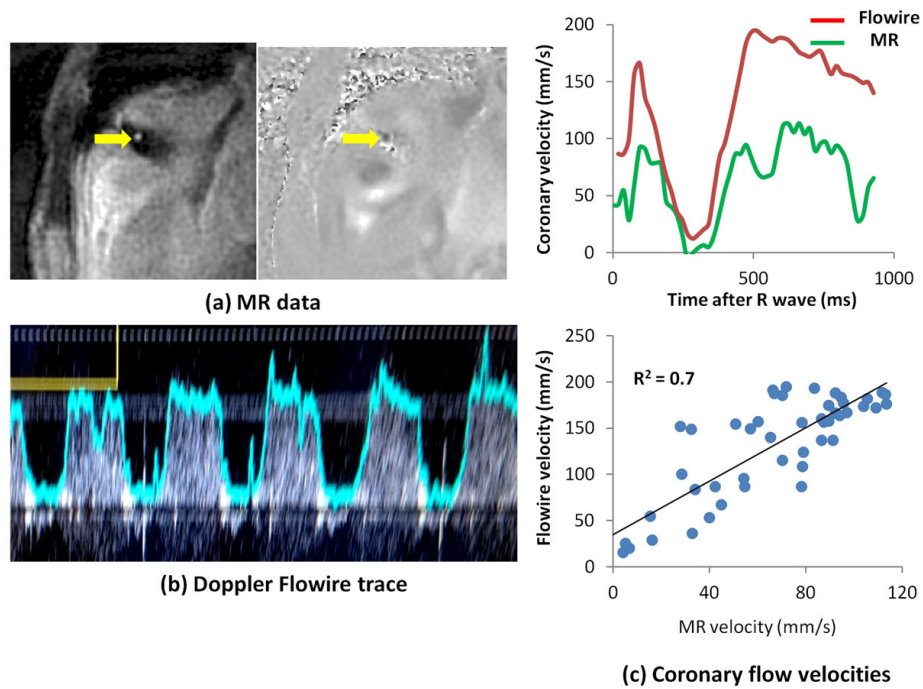 (a) MR data
(b) Doppler Flowire trace
Flowire
MR
Coronary velocity (mm/s)
200
150
100
50
0
0
500
1000
Time after R wave (ms)
R² = 0.7
Flowire velocity (mm/s)
250
200
150
100
50
0
0
40
80
120
MR velocity (mm/s)
(c) Coronary flow velocities